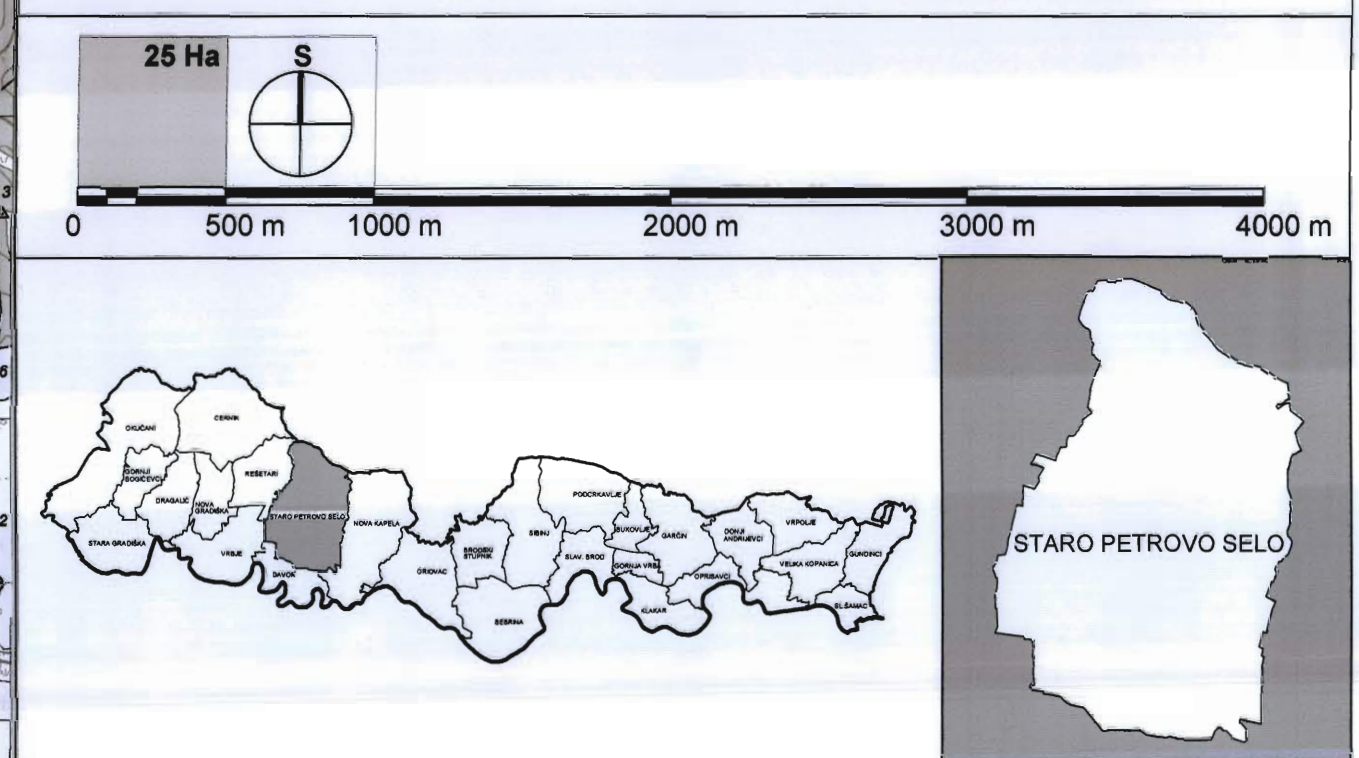 25 Ha
S
0 500 m 1000 m 2000 m 3000 m 4000 m
OKUČANI
CERNIK
GORNJI
BOGIĆEVCI
REŠETARI
DRAGALIĆ
NOVA
GRADIŠKA
STARO PETROVO SELO
NOVA KAPELA
STARA GRADIŠKA
VRBJE
DAVOR
ORIOVAC
BRODSKI
STUPNIK
SIBINJ
BEBRINA
PODCRKAVLJE
SLAV. BROD
BUKOVLJE
GORNJA VRBA
GARČIN
KLAKAR
OPRISAVCI
DONJI
ANDRIJEVCI
VRPOLJE
VELIKA KOPANICA
GUNDINCI
SL.ŠAMAC
STARO PETROVO SELO